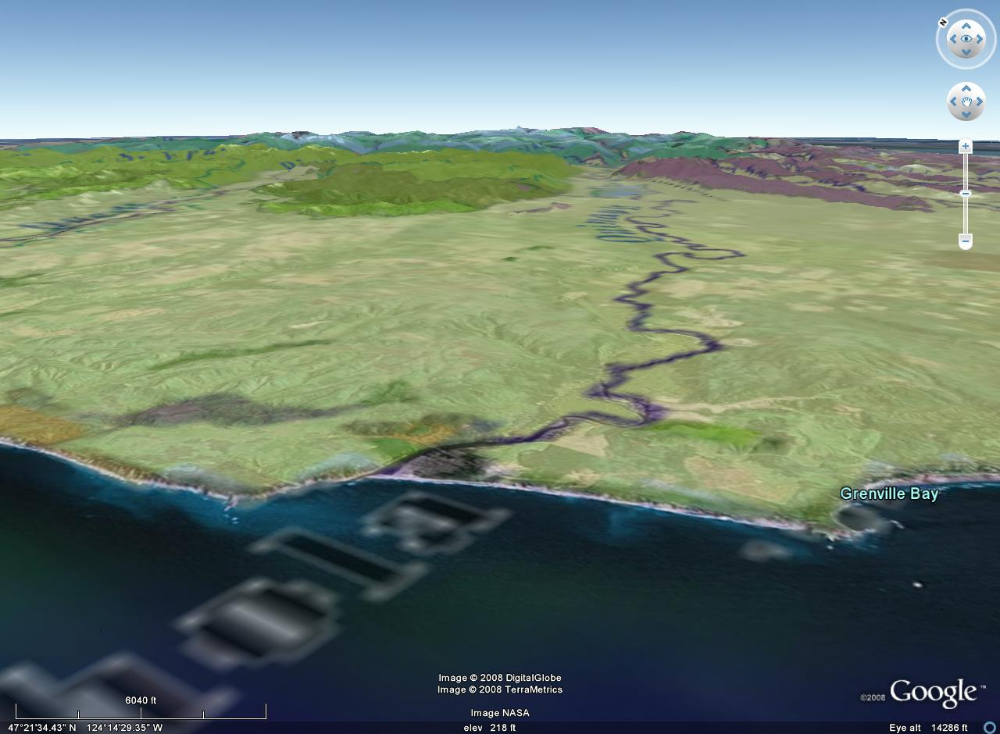 N
Grenville Bay
Image © 2008 DigitalGlobe
Image © 2008 TerraMetrics
©2008 Google™
6040 ft
Image NASA
47°21'34.43" N 124°14'29.35" W elev 218 ft Eye alt 14286 ft